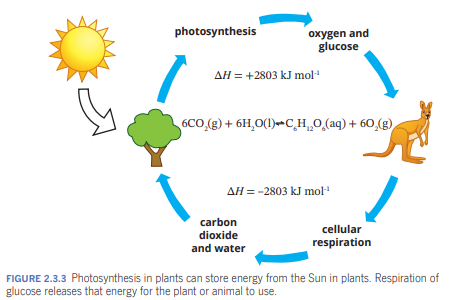 photosynthesis
oxygen and
glucose
ΔH = +2803 kJ mol⁻¹
6CO₂(g) + 6H₂O(l)⇌C₆H₁₂O₆(aq) + 6O₂(g)
ΔH = −2803 kJ mol⁻¹
carbon
dioxide
and water
cellular
respiration
FIGURE 2.3.3 Photosynthesis in plants can store energy from the Sun in plants. Respiration of
glucose releases that energy for the plant or animal to use.